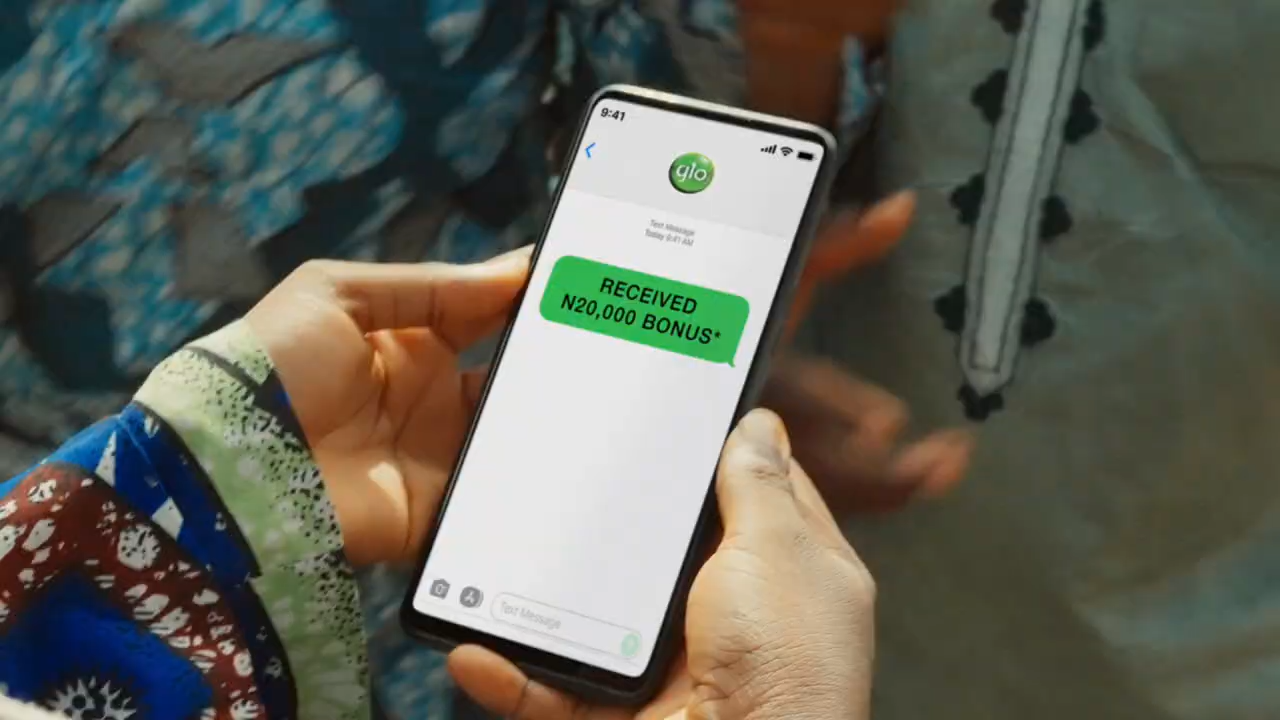 9:41
glo
Text Message
Today 9:41 AM
RECEIVED
N20,000 BONUS*
Text Message